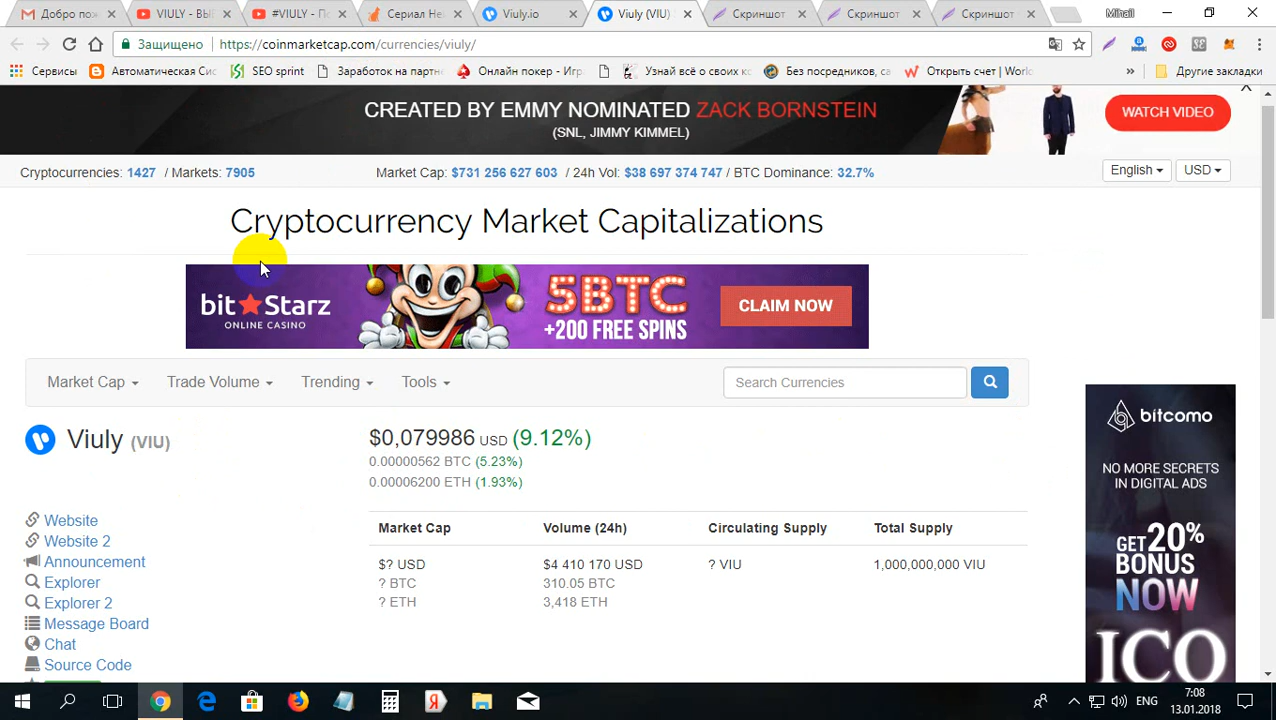 Добро пож
VIULY - ВЫЕ
#VIULY - По
Сериал Не
Viuly.io
Viuly (VIU)
Скриншот
Скриншот
Скриншот
Mihail
Защищено
https://coinmarketcap.com/currencies/viuly/
Сервисы
Автоматическая Сис
SEO sprint
Заработок на партне
Онлайн покер - Игра
Узнай всё о своих ко
Без посредников, са
Открыть счет | World
»
Другие закладки
CREATED BY EMMY NOMINATED ZACK BORNSTEIN
(SNL, JIMMY KIMMEL)
WATCH VIDEO
Cryptocurrencies: 1427 / Markets: 7905
Market Cap: $731 256 627 603 / 24h Vol: $38 697 374 747 / BTC Dominance: 32.7%
English
USD
Cryptocurrency Market Capitalizations
bit Starz
ONLINE CASINO
5BTC
+200 FREE SPINS
CLAIM NOW
Market Cap
Trade Volume
Trending
Tools
Search Currencies
Viuly (VIU)
$0,079986 USD (9.12%)
0.00000562 BTC (5.23%)
0.00006200 ETH (1.93%)
Market Cap
Volume (24h)
Circulating Supply
Total Supply
$? USD
$4 410 170 USD
? VIU
1,000,000,000 VIU
? BTC
310.05 BTC
? ETH
3,418 ETH
Website
Website 2
Announcement
Explorer
Explorer 2
Message Board
Chat
Source Code
bitcomo
NO MORE SECRETS
IN DIGITAL ADS
GET 20%
BONUS
NOW
ICO
ENG
7:08
13.01.2018